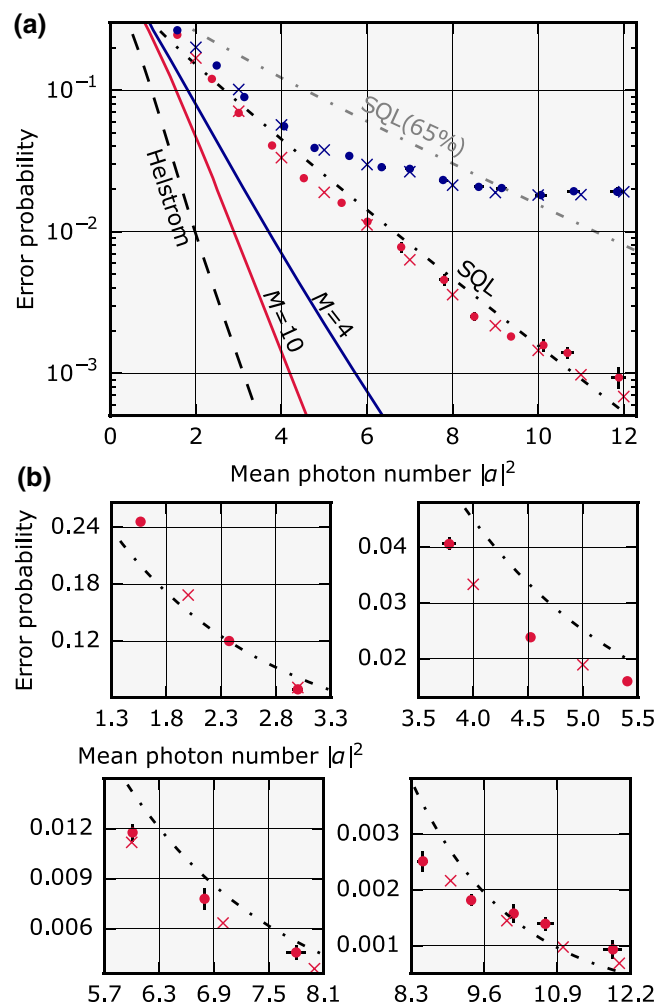 (a)
Error probability
10⁻¹
10⁻²
10⁻³
SQL(65%)
Helstrom
SQL
M=10
M=4
0 2 4 6 8 10 12
Mean photon number |a|²
(b)
Error probability
0.24
0.18
0.12
1.3 1.8 2.3 2.8 3.3
0.04
0.03
0.02
3.5 4.0 4.5 5.0 5.5
Mean photon number |a|²
0.012
0.009
0.006
5.7 6.3 6.9 7.5 8.1
0.003
0.002
0.001
8.3 9.6 10.9 12.2